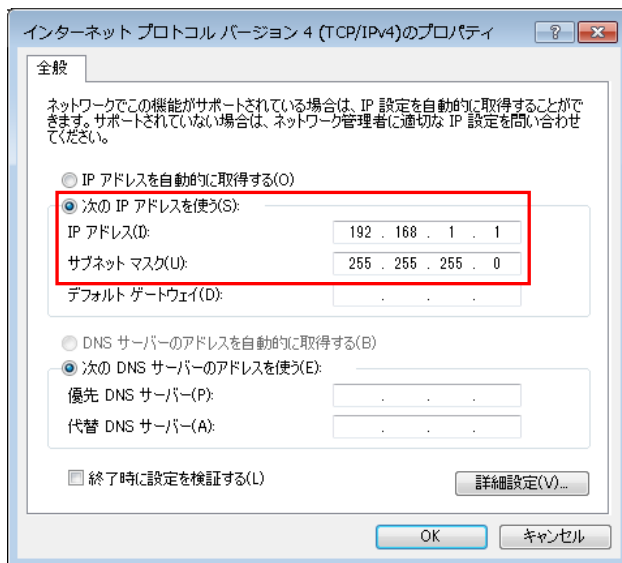 インターネット プロトコル バージョン 4 (TCP/IPv4)のプロパティ
全般
ネットワークでこの機能がサポートされている場合は、IP 設定を自動的に取得することがで
きます。サポートされていない場合は、ネットワーク管理者に適切な IP 設定を問い合わせ
てください。
IP アドレスを自動的に取得する(O)
次の IP アドレスを使う(S):
IP アドレス(I): 192 . 168 . 1 . 1
サブネット マスク(U): 255 . 255 . 255 . 0
デフォルト ゲートウェイ(D): . . .
DNS サーバーのアドレスを自動的に取得する(B)
次の DNS サーバーのアドレスを使う(E):
優先 DNS サーバー(P): . . .
代替 DNS サーバー(A): . . .
終了時に設定を検証する(L)
詳細設定(V)...
OK キャンセル